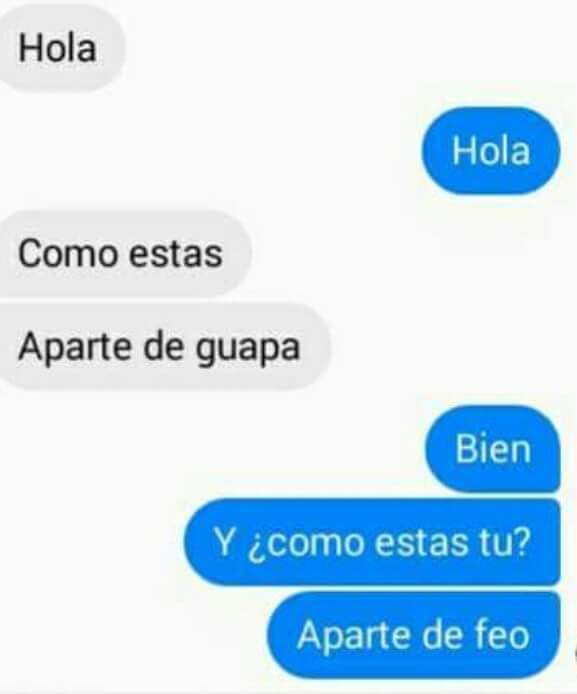 Hola
Hola
Como estas
Aparte de guapa
Bien
Y ¿como estas tu?
Aparte de feo